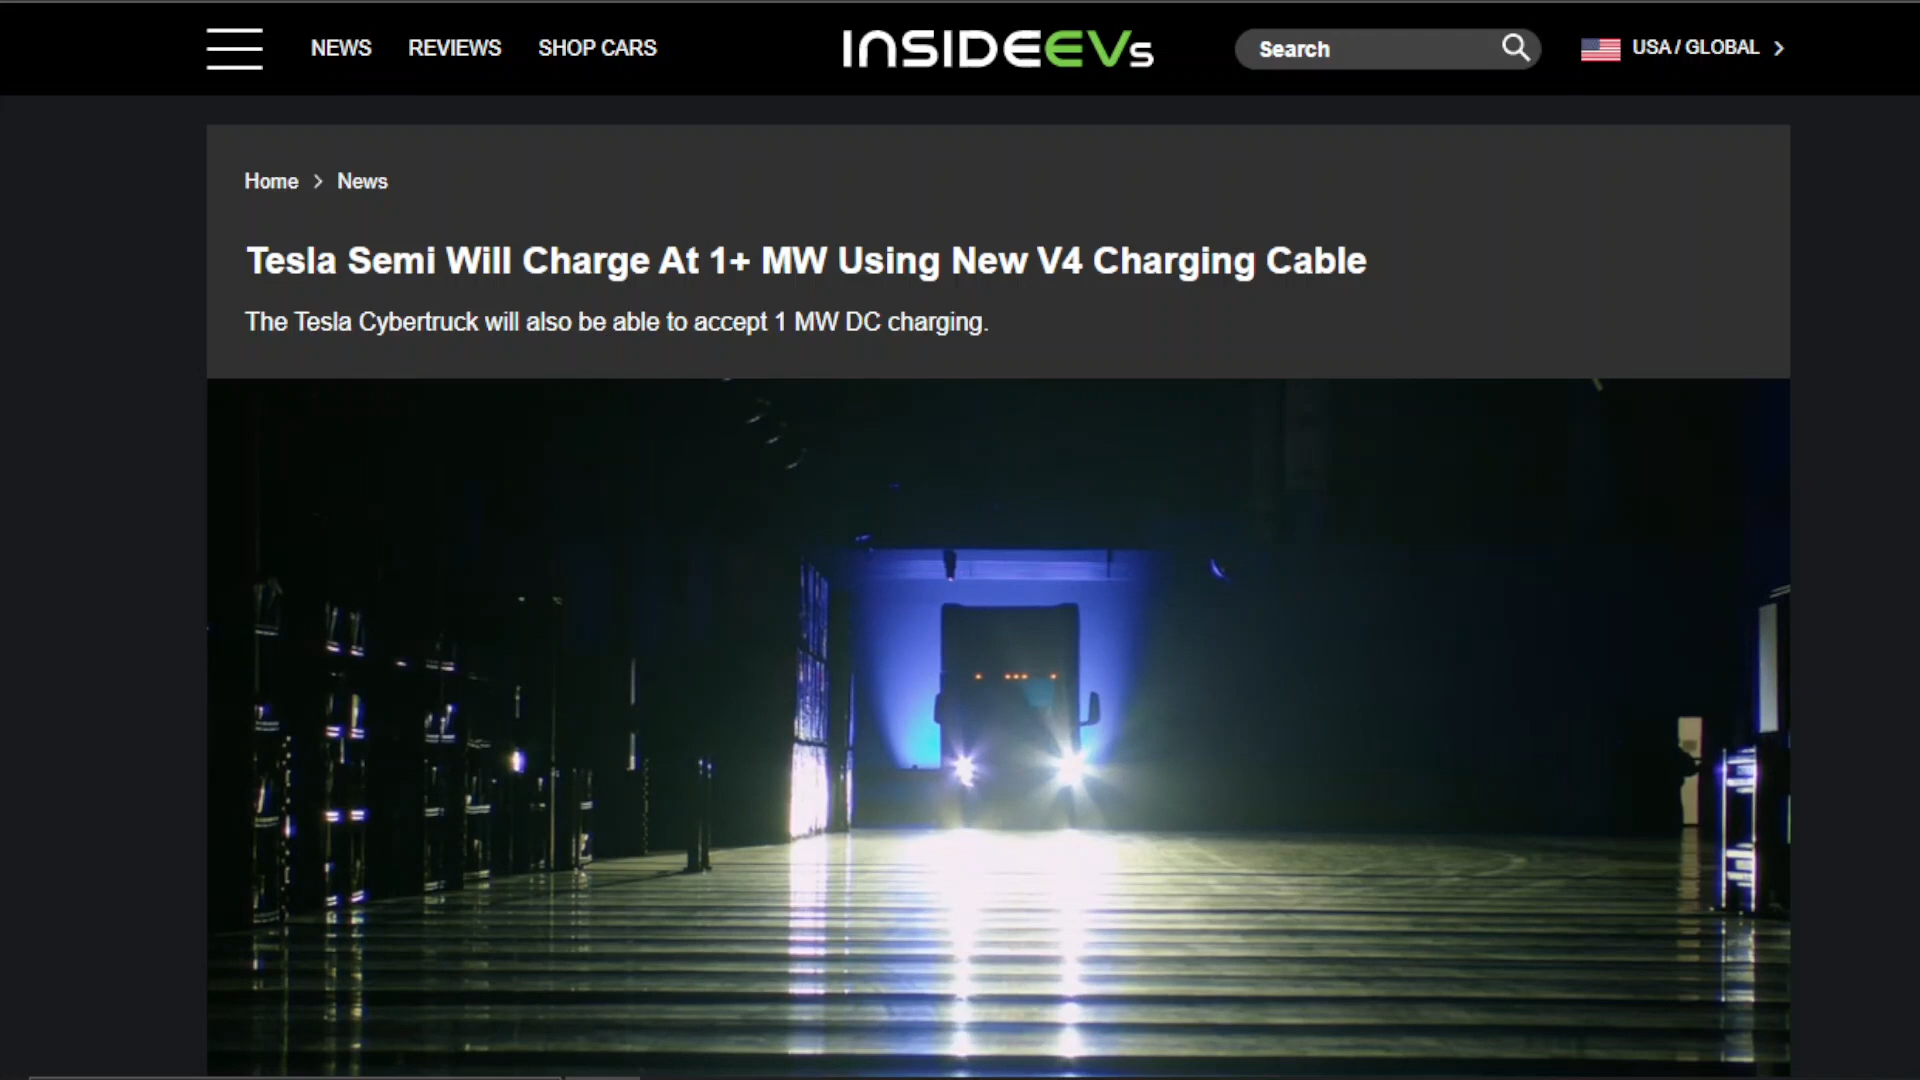 NEWS REVIEWS SHOP CARS INSIDEEVs Search USA / GLOBAL
Home > News
Tesla Semi Will Charge At 1+ MW Using New V4 Charging Cable
The Tesla Cybertruck will also be able to accept 1 MW DC charging.